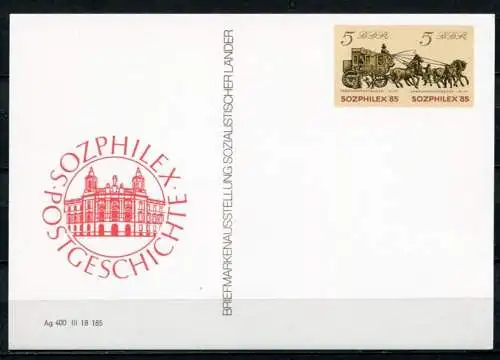 5 DDR 5 DDR
SOZPHILEX'85 SOZPHILEX'85
BRIEFMARKENAUSSTELLUNG SOZIALISTISCHER LÄNDER
· SOZPHILEX ·
POSTGESCHICHTE
Ag 400 III 18 185